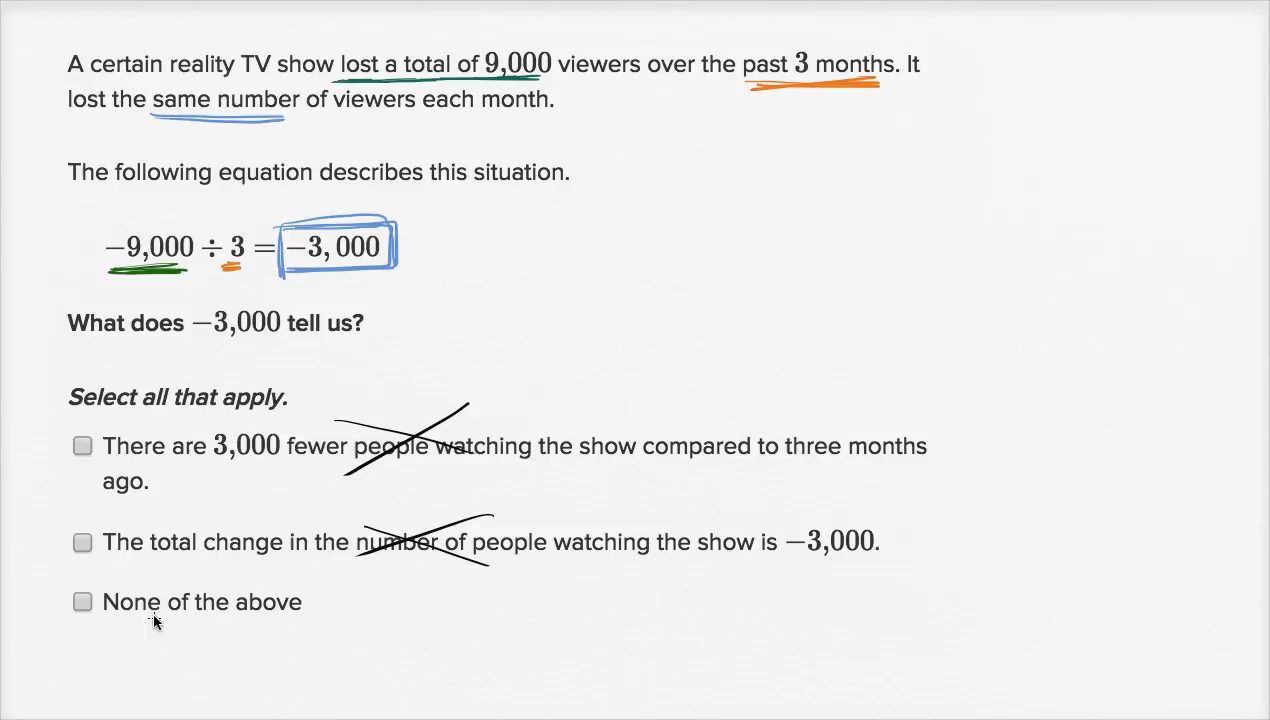 A certain reality TV show lost a total of 9,000 viewers over the past 3 months. It
lost the same number of viewers each month.
The following equation describes this situation.
−9,000 ÷ 3 = −3, 000
What does −3,000 tell us?
Select all that apply.
There are 3,000 fewer people watching the show compared to three months
ago.
The total change in the number of people watching the show is −3,000.
None of the above